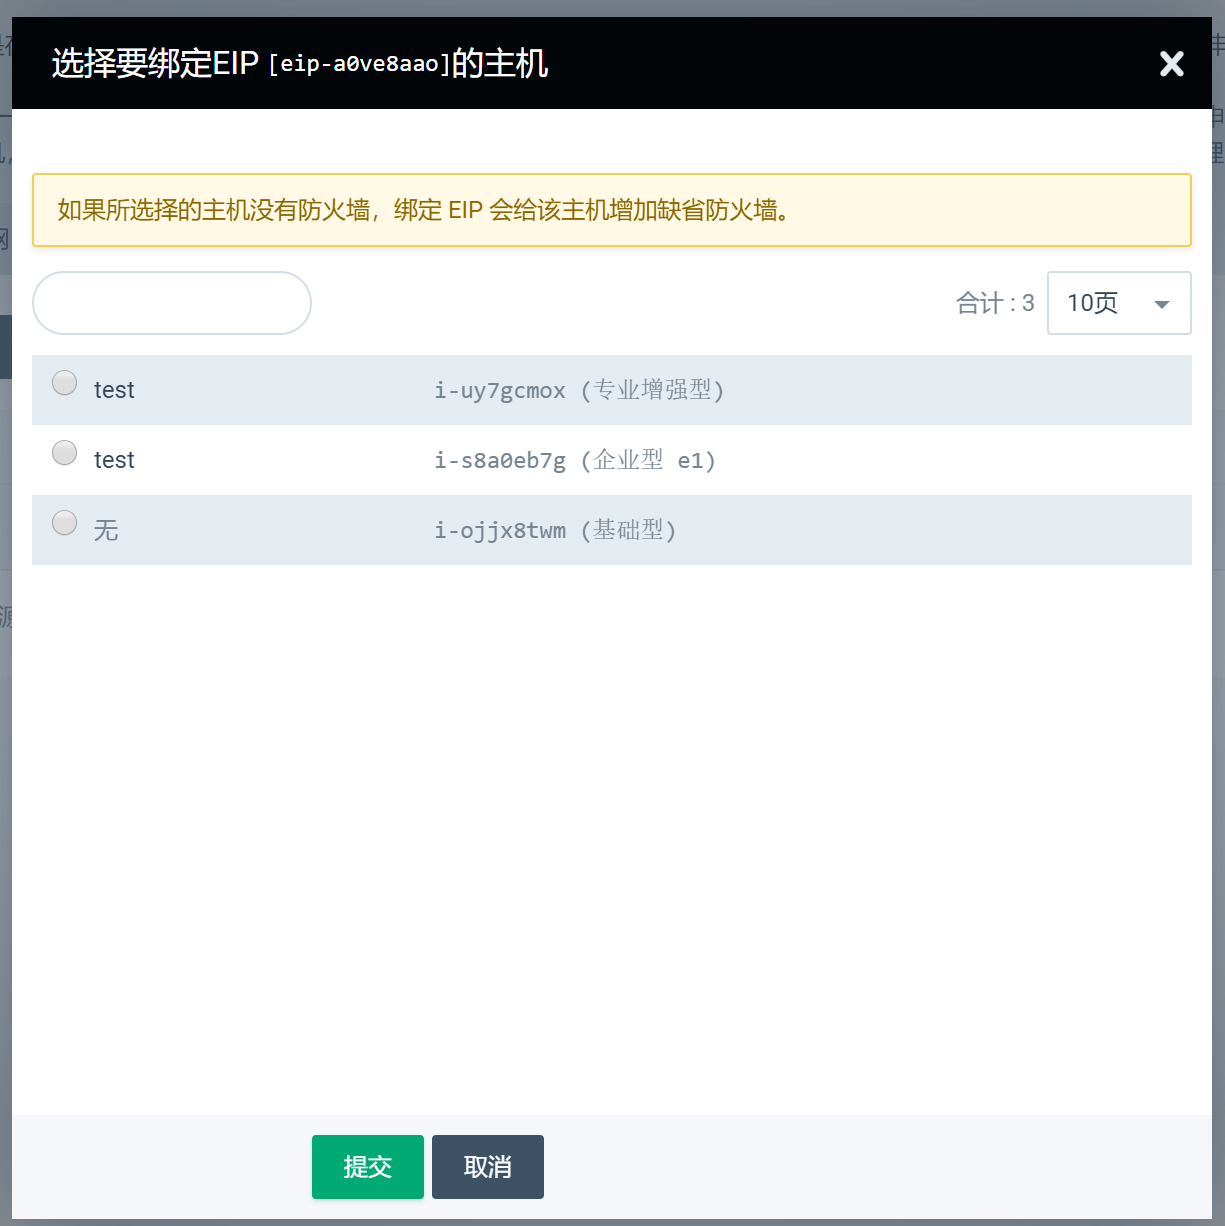 选择要绑定EIP [eip-a0ve8aao]的主机
如果所选择的主机没有防火墙，绑定 EIP 会给该主机增加缺省防火墙。
合计 : 3 10页
test i-uy7gcmox (专业增强型)
test i-s8a0eb7g (企业型 e1)
无 i-ojjx8twm (基础型)
提交 取消